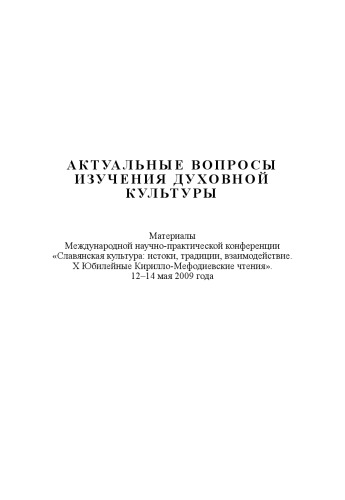 АКТУАЛЬНЫЕ ВОПРОСЫ
ИЗУЧЕНИЯ ДУХОВНОЙ
КУЛЬТУРЫ
Материалы
Международной научно-практической конференции
«Славянская культура: истоки, традиции, взаимодействие.
X Юбилейные Кирилло-Мефодиевские чтения».
12–14 мая 2009 года